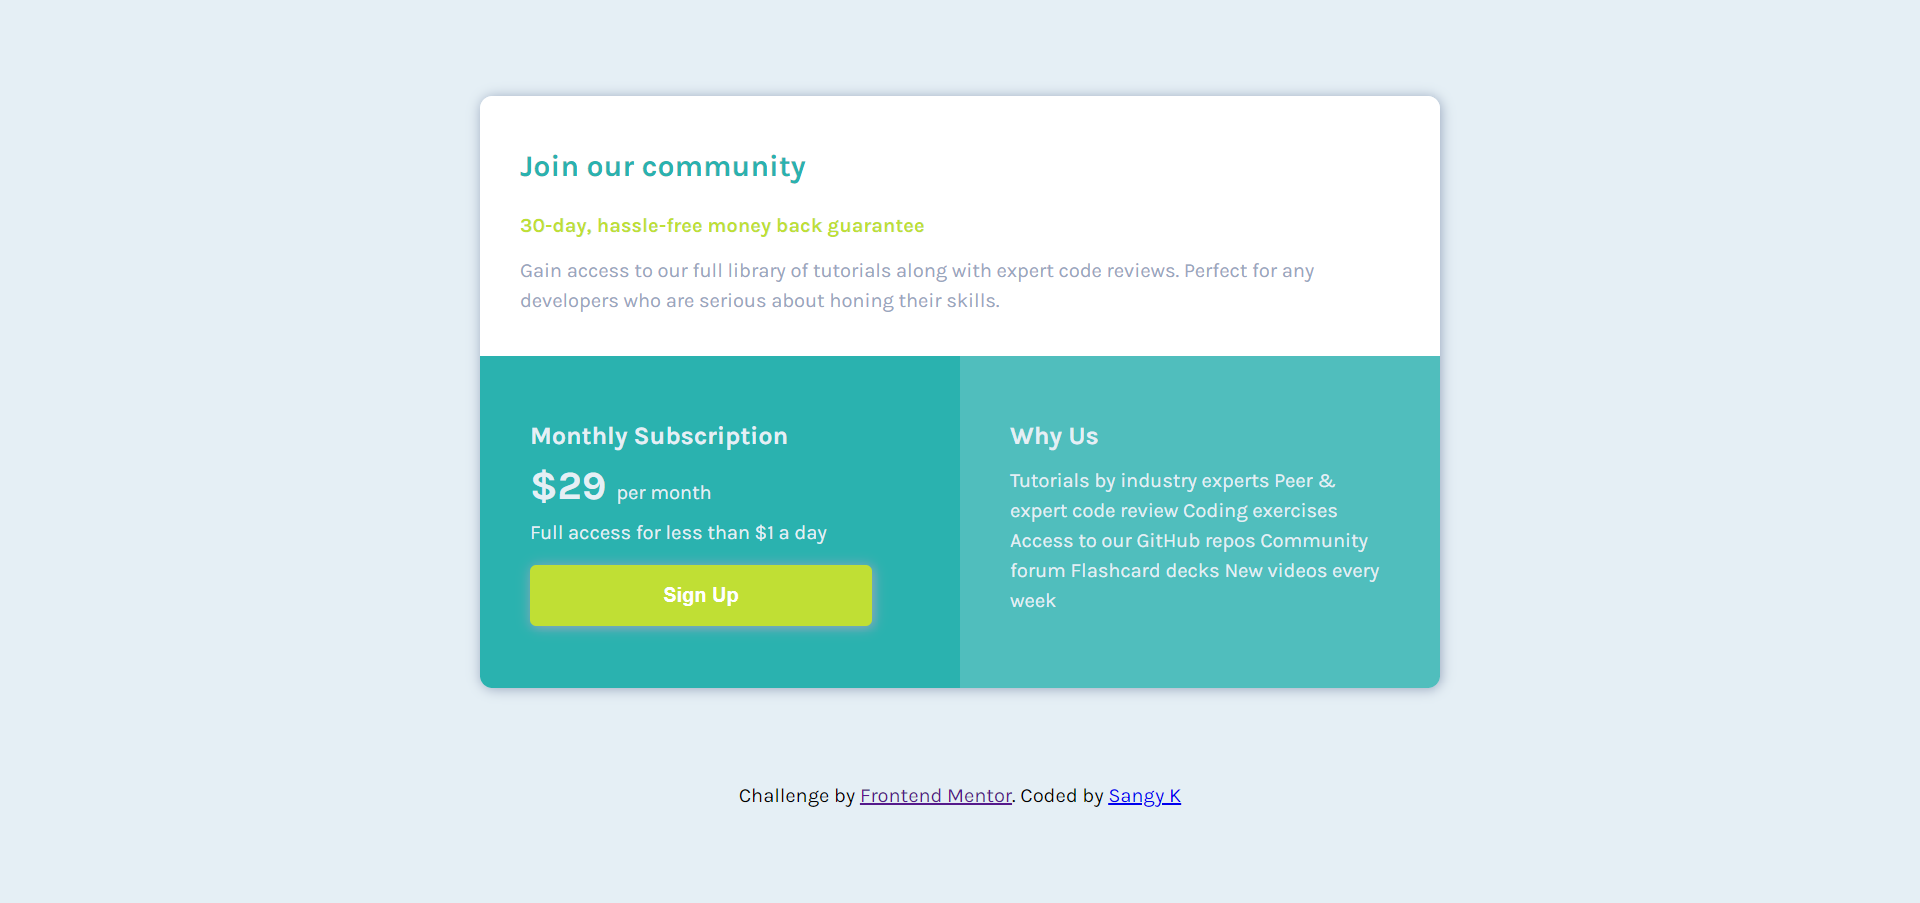 Join our community
30-day, hassle-free money back guarantee
Gain access to our full library of tutorials along with expert code reviews. Perfect for any
developers who are serious about honing their skills.
Monthly Subscription
$29 per month
Full access for less than $1 a day
Sign Up
Why Us
Tutorials by industry experts Peer &
expert code review Coding exercises
Access to our GitHub repos Community
forum Flashcard decks New videos every
week
Challenge by Frontend Mentor. Coded by Sangy K